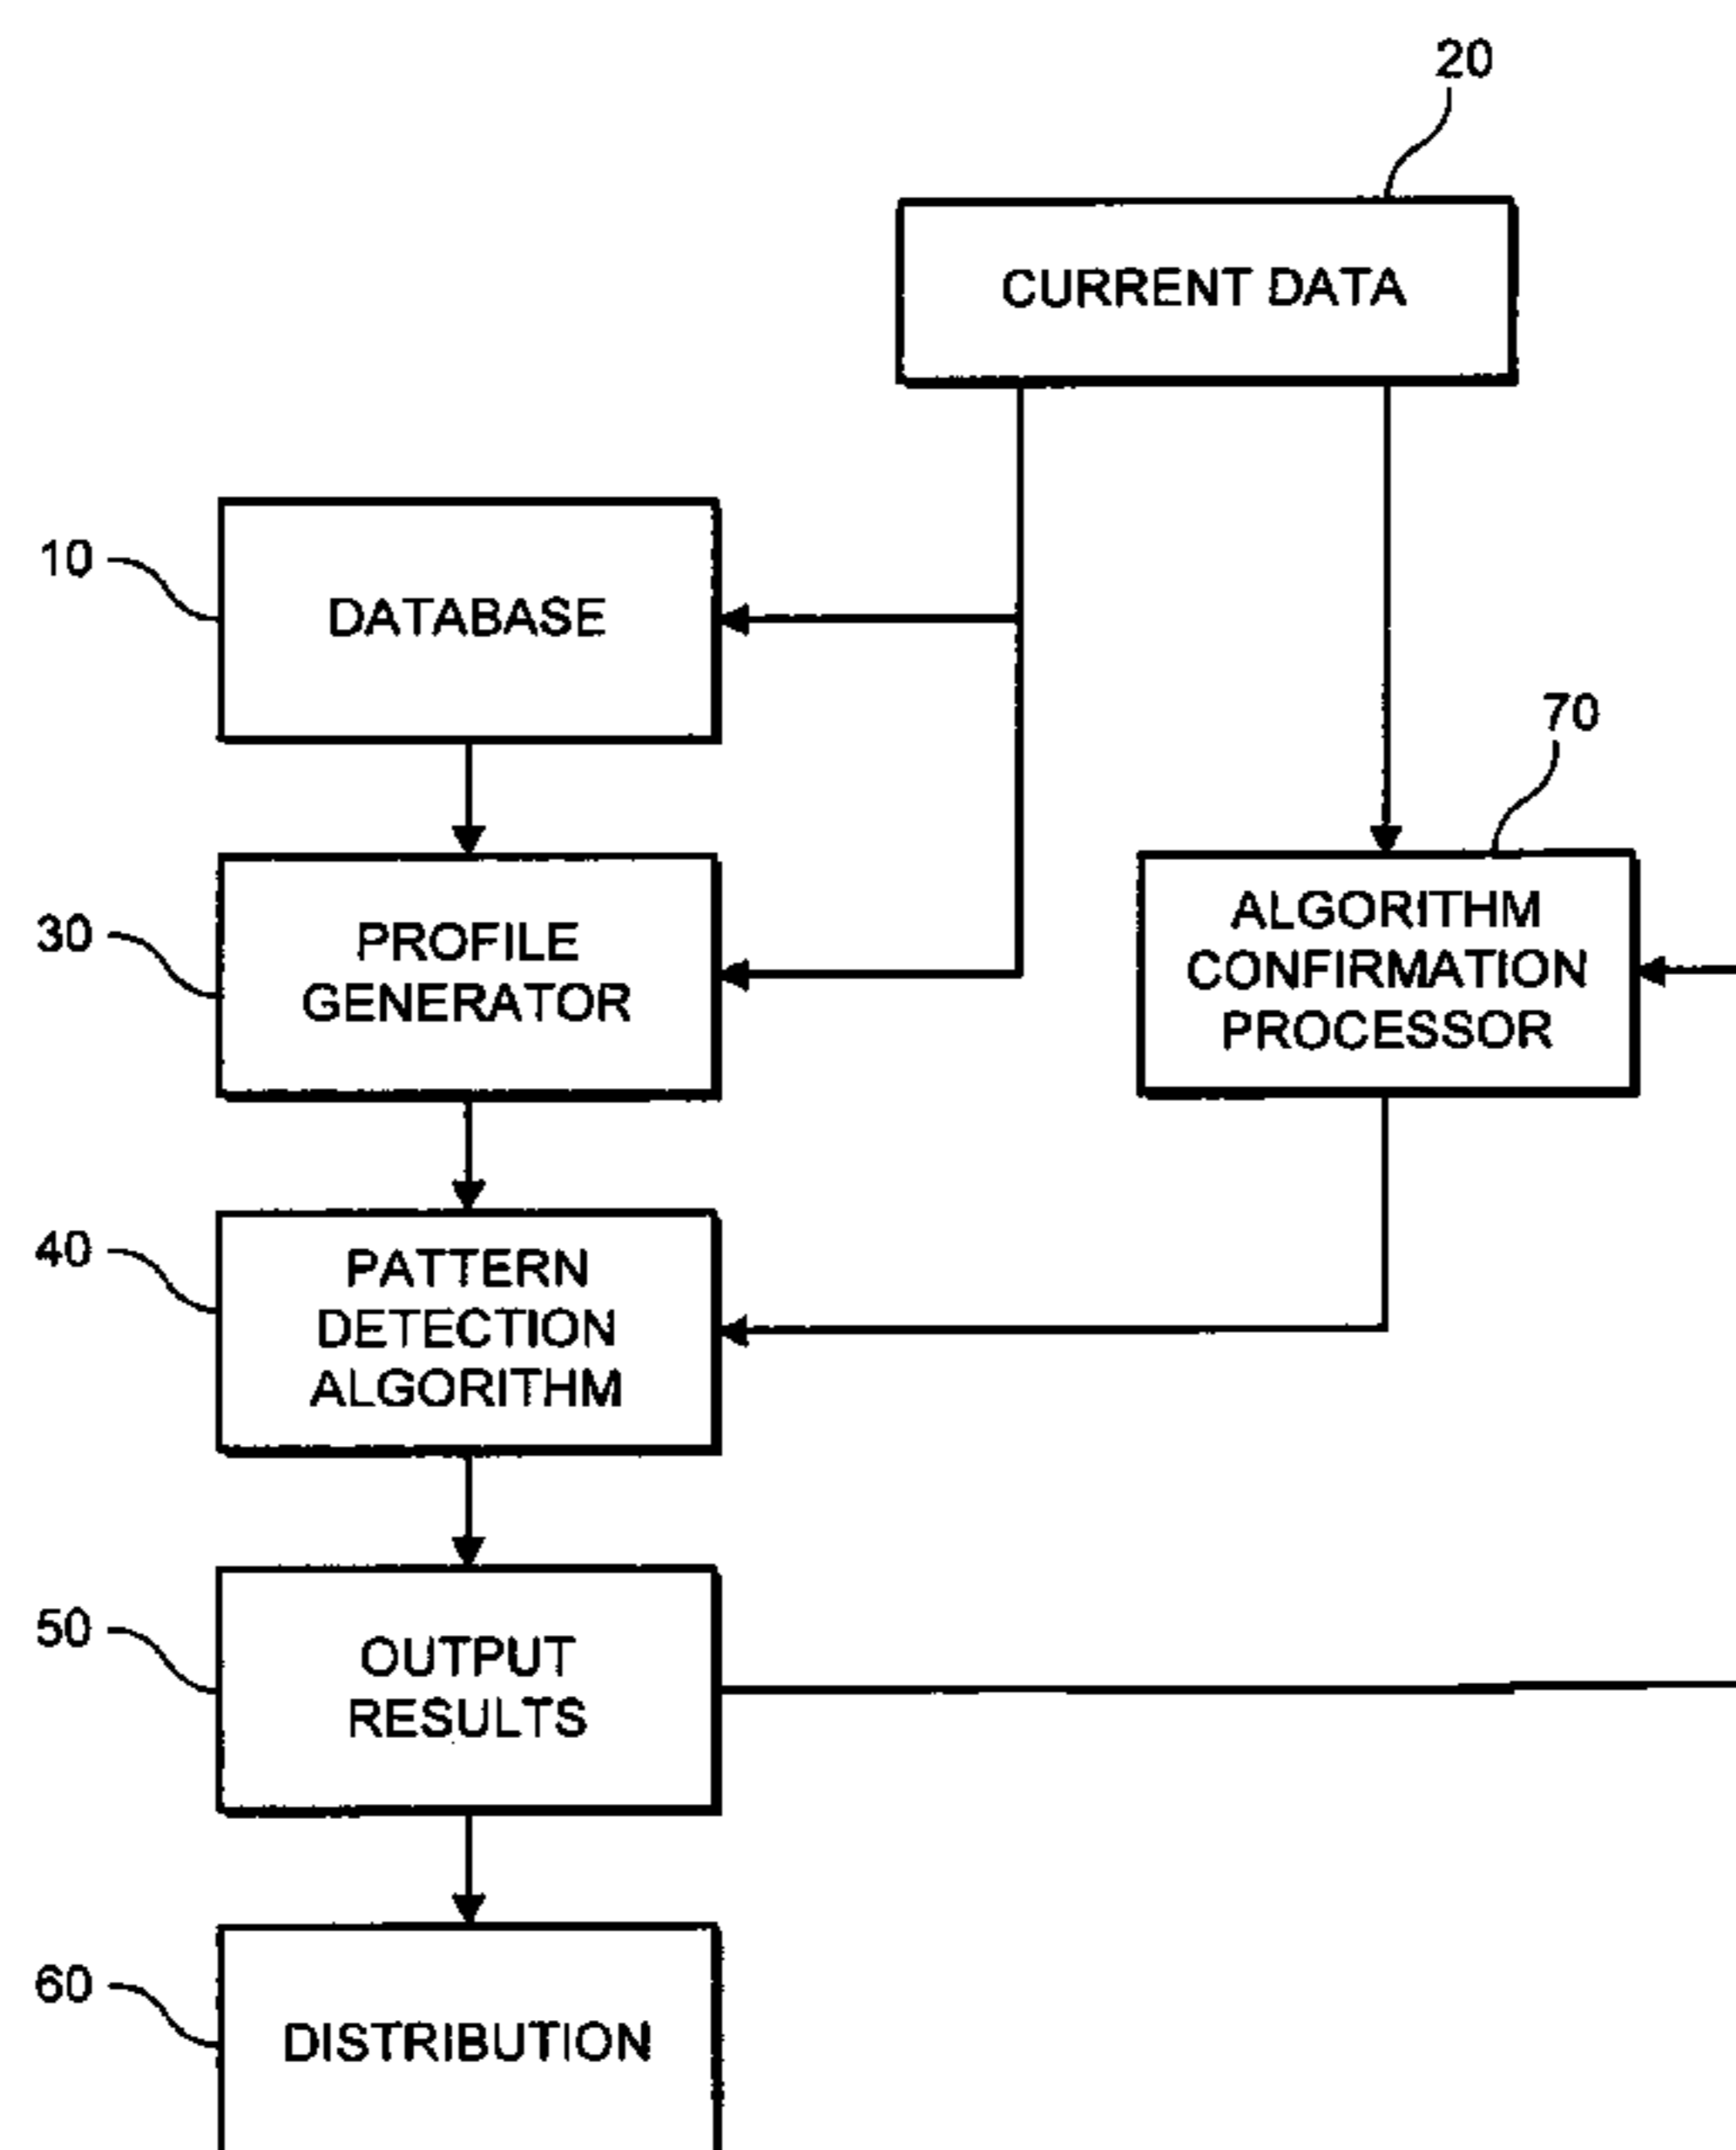 20
CURRENT DATA
10
DATABASE
70
30
PROFILE
GENERATOR
ALGORITHM
CONFIRMATION
PROCESSOR
40
PATTERN
DETECTION
ALGORITHM
50
OUTPUT
RESULTS
60
DISTRIBUTION